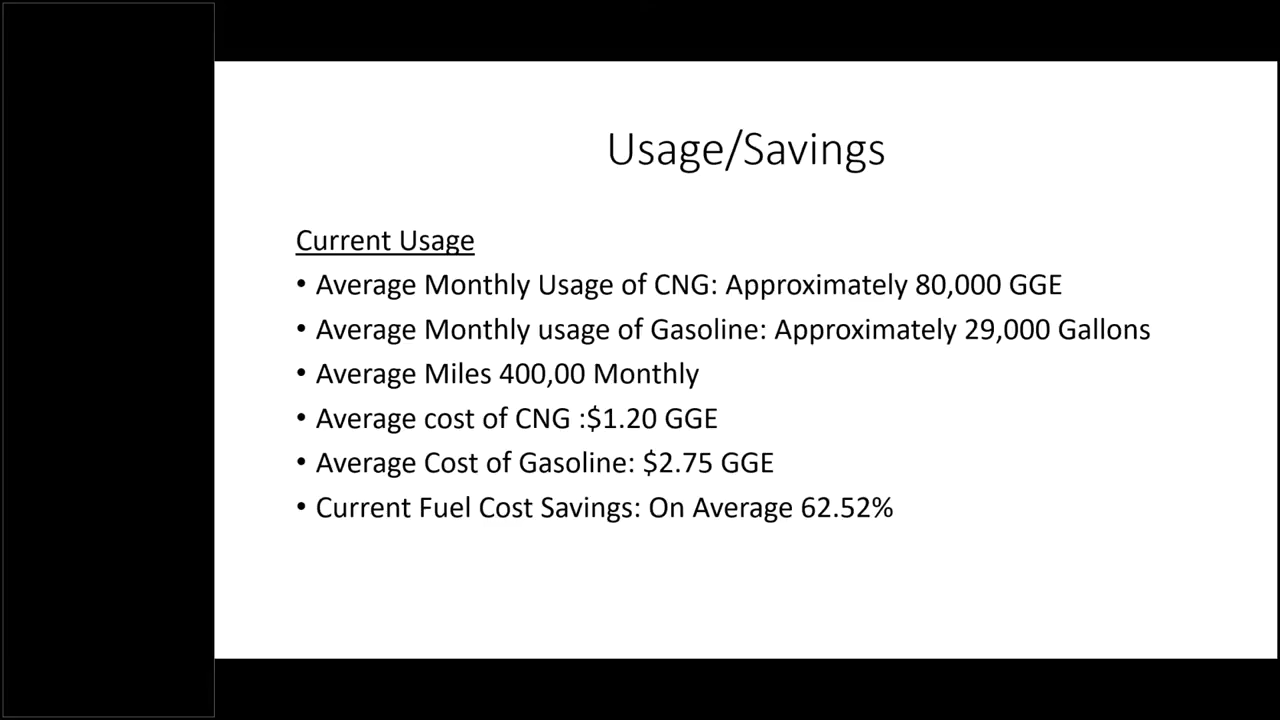 Usage/Savings
Current Usage
• Average Monthly Usage of CNG: Approximately 80,000 GGE
• Average Monthly usage of Gasoline: Approximately 29,000 Gallons
• Average Miles 400,00 Monthly
• Average cost of CNG :$1.20 GGE
• Average Cost of Gasoline: $2.75 GGE
• Current Fuel Cost Savings: On Average 62.52%